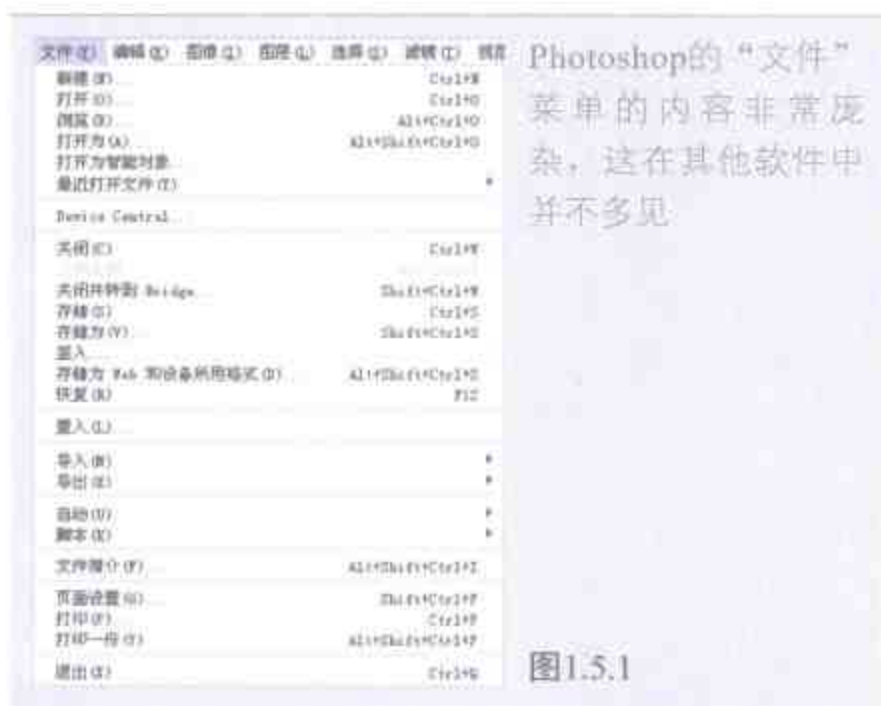 文件(F) 编辑(E) 图像(I) 图层(L) 选择(S) 滤镜(T)
新建(N)... Ctrl+N
打开(O)... Ctrl+O
浏览(B)... Alt+Ctrl+O
打开为(A)... Alt+Shift+Ctrl+O
打开为智能对象...
最近打开文件(T)
Device Central...
关闭(C) Ctrl+W
关闭并转到 Bridge... Shift+Ctrl+W
存储(S) Ctrl+S
存储为(V)... Shift+Ctrl+S
置入...
存储为 Web 和设备所用格式(D)... Alt+Shift+Ctrl+S
恢复(R) F12
置入(L)...
导入(M)
导出(E)
自动(U)
脚本(K)
文件简介(F)... Alt+Shift+Ctrl+I
页面设置(G)... Shift+Ctrl+P
打印(P)... Ctrl+P
打印一份(Y) Alt+Shift+Ctrl+P
退出(X) Ctrl+Q
Photoshop的“文件”
菜单的内容非常庞
杂，这在其他软件中
并不多见
图1.5.1